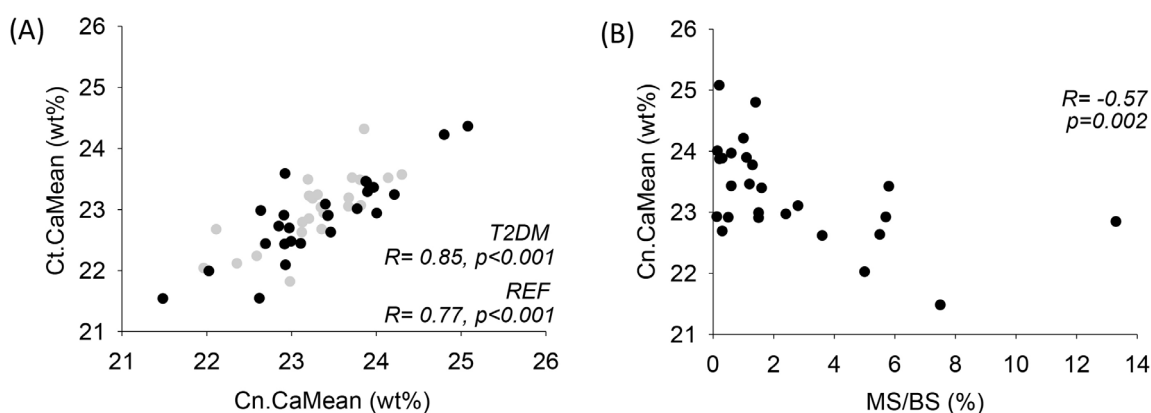 (A)
26
25
24
23
22
21
Ct.CaMean (wt%)
21 22 23 24 25 26
Cn.CaMean (wt%)
T2DM
R= 0.85, p<0.001
REF
R= 0.77, p<0.001
(B)
26
25
24
23
22
21
Cn.CaMean (wt%)
0 2 4 6 8 10 12 14
MS/BS (%)
R= -0.57
p=0.002